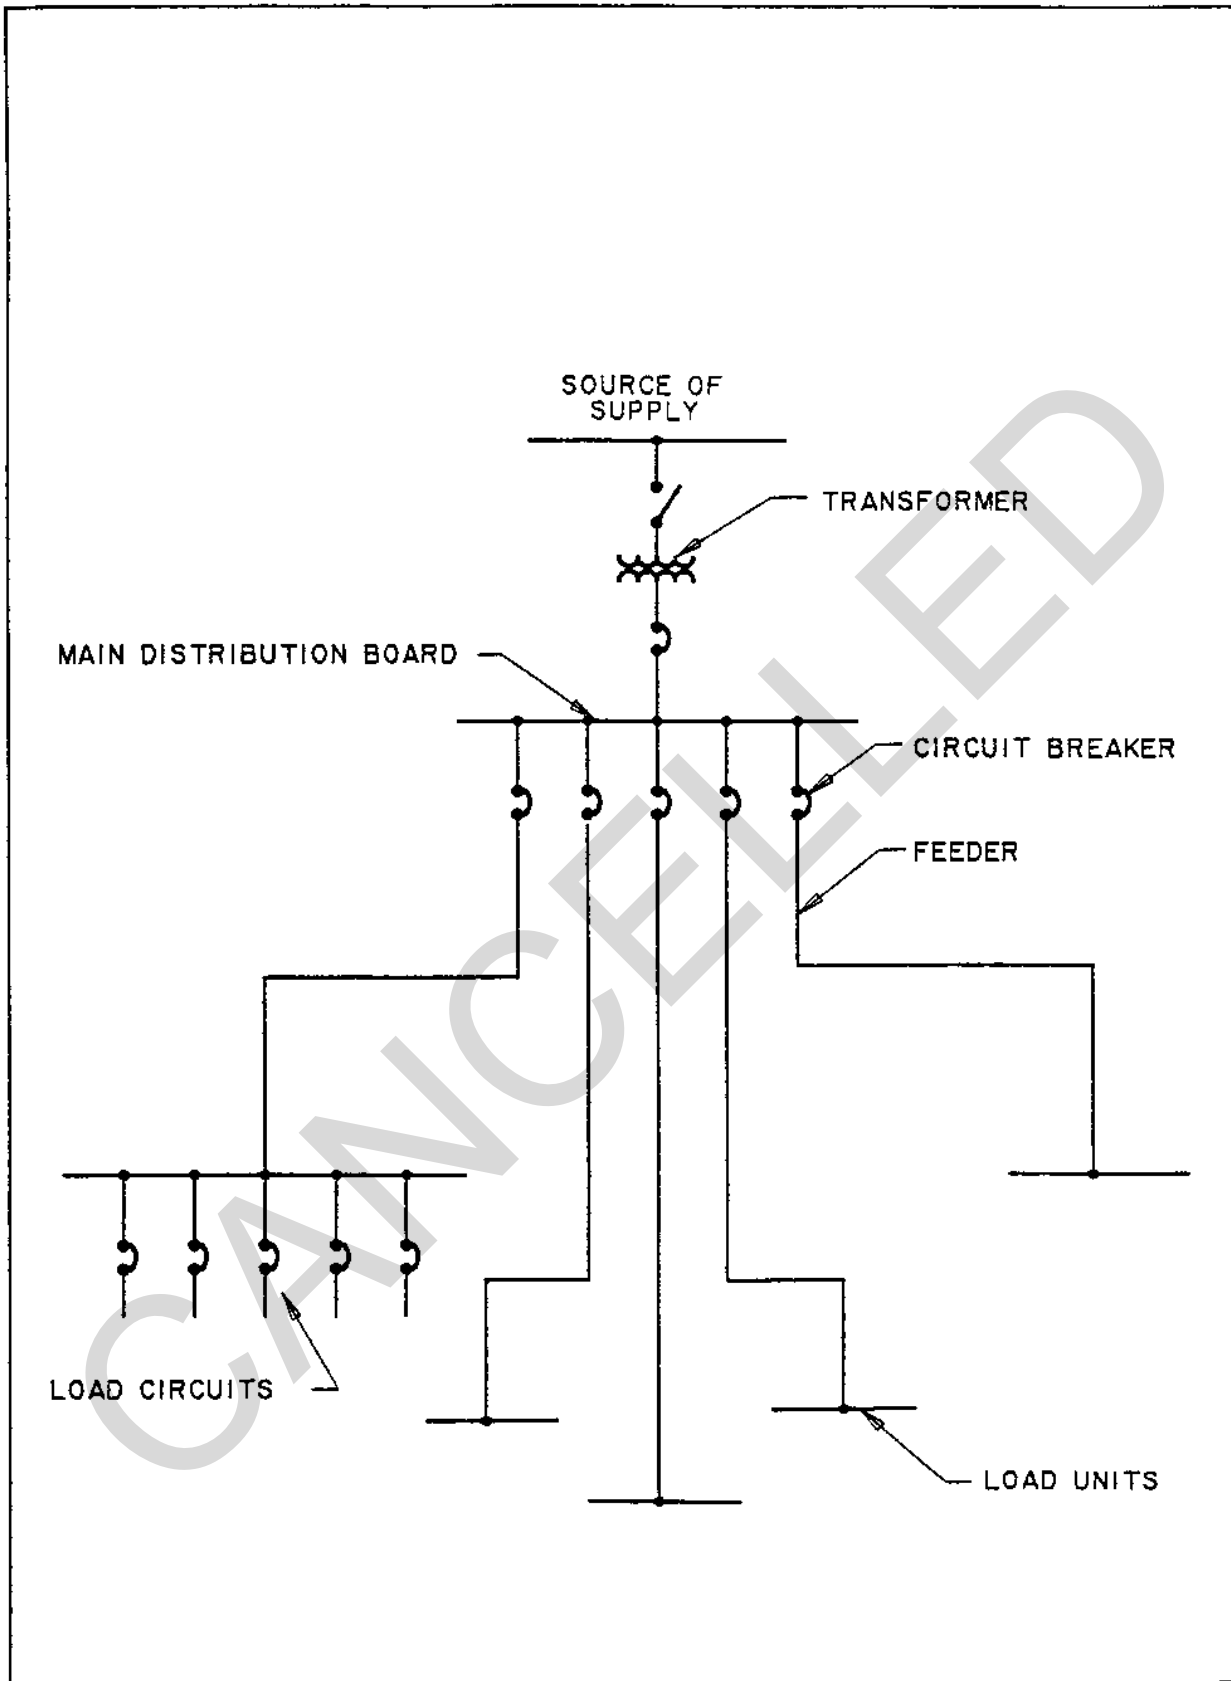 SOURCE OF
SUPPLY
TRANSFORMER
MAIN DISTRIBUTION BOARD
CIRCUIT BREAKER
FEEDER
LOAD CIRCUITS
LOAD UNITS
CANCELLED